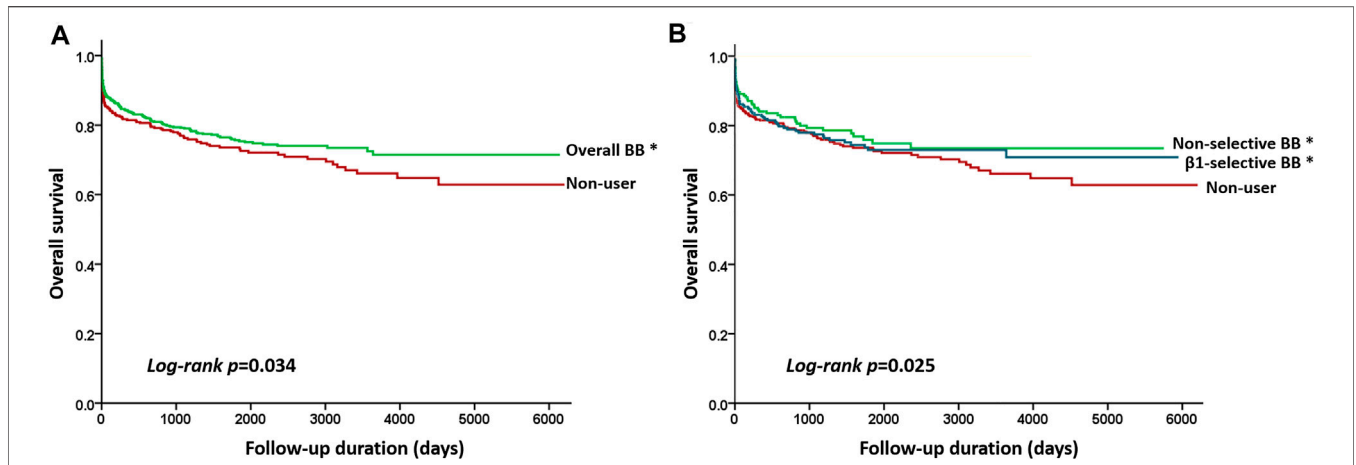 A
Overall survival
1.0
0.8
0.6
0.4
0.2
0.0
Overall BB *
Non-user
Log-rank p=0.034
0 1000 2000 3000 4000 5000 6000
Follow-up duration (days)
B
Overall survival
1.0
0.8
0.6
0.4
0.2
0.0
Non-selective BB *
β1-selective BB *
Non-user
Log-rank p=0.025
0 1000 2000 3000 4000 5000 6000
Follow-up duration (days)